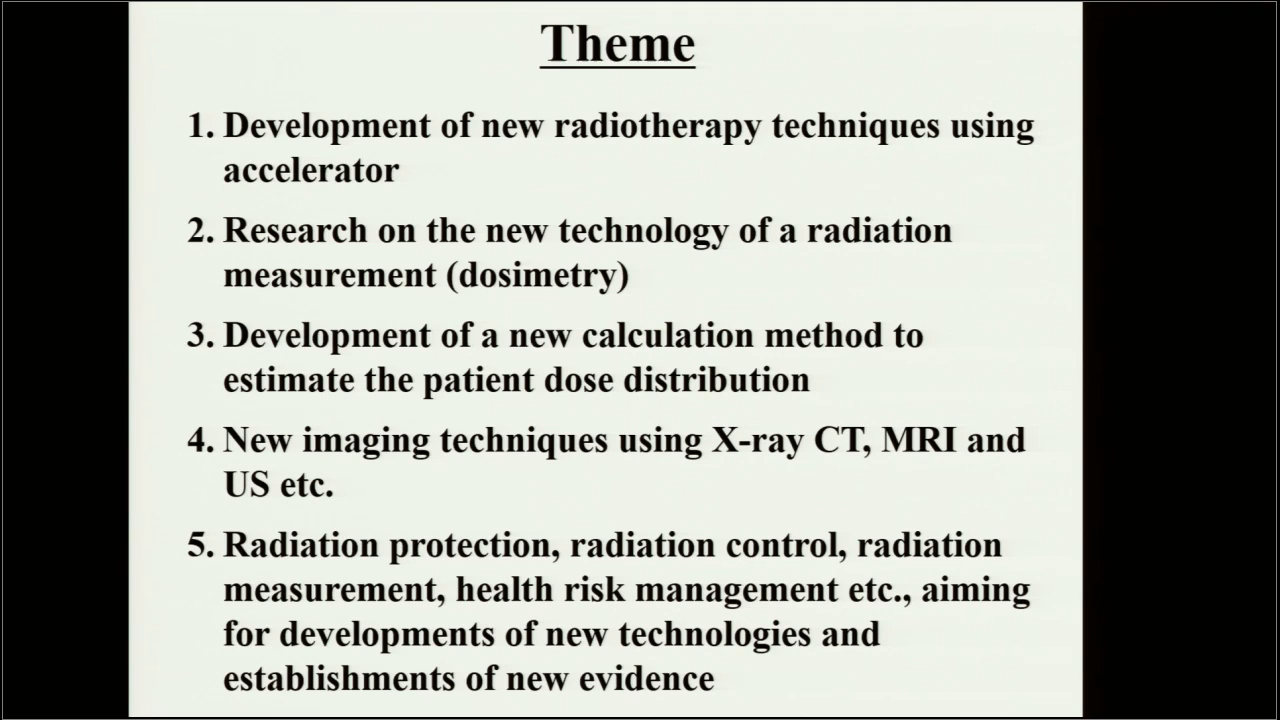 Theme
1. Development of new radiotherapy techniques using
accelerator
2. Research on the new technology of a radiation
measurement (dosimetry)
3. Development of a new calculation method to
estimate the patient dose distribution
4. New imaging techniques using X-ray CT, MRI and
US etc.
5. Radiation protection, radiation control, radiation
measurement, health risk management etc., aiming
for developments of new technologies and
establishments of new evidence